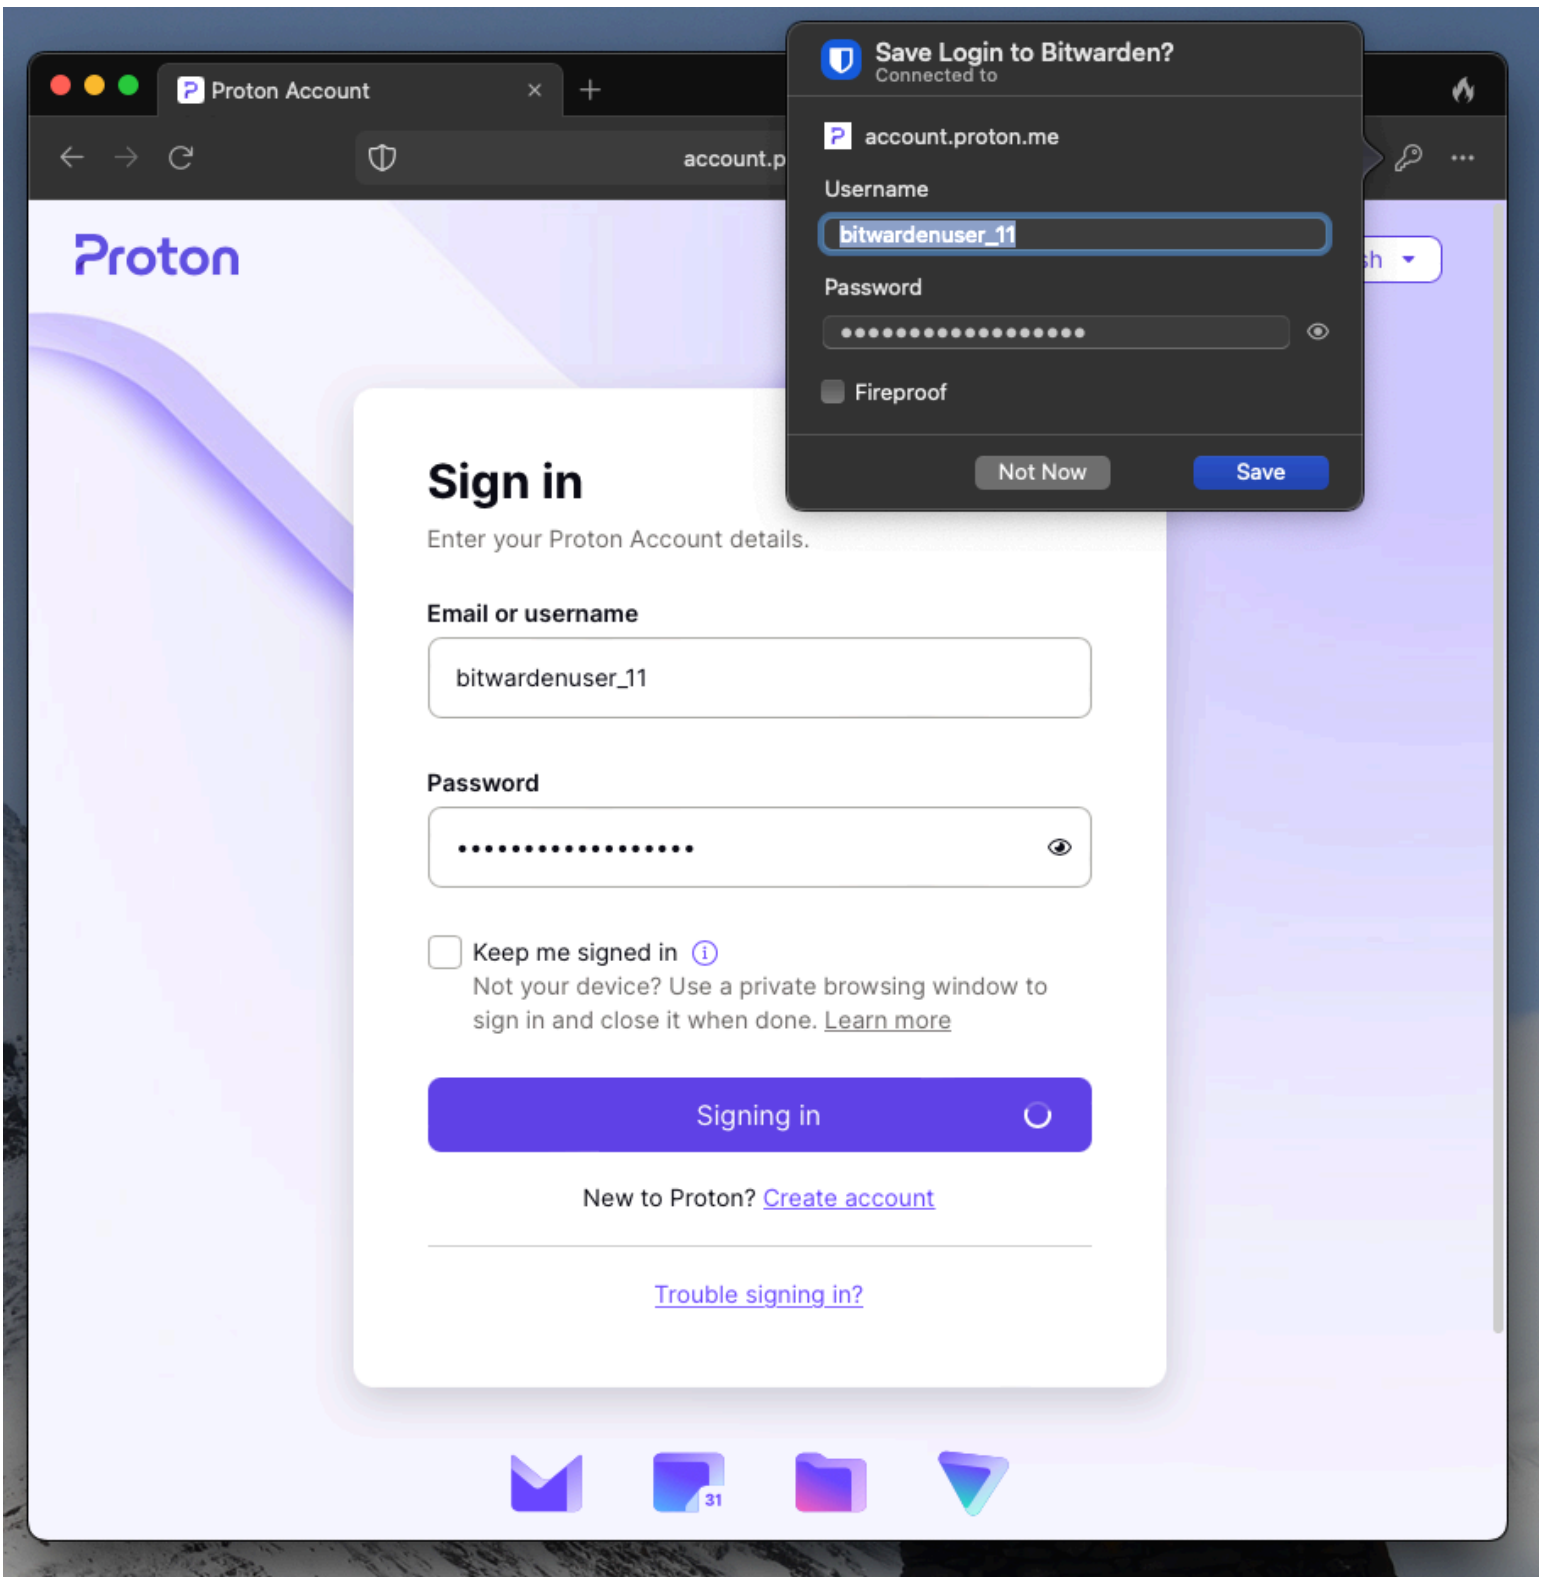 Proton Account
Save Login to Bitwarden?
Connected to
account.proton.me
Username
bitwardenuser_11
Password
••••••••••••••••••
Fireproof
Not Now
Save
account.p
Proton
sh
Sign in
Enter your Proton Account details.
Email or username
bitwardenuser_11
Password
••••••••••••••••••
Keep me signed in
Not your device? Use a private browsing window to
sign in and close it when done. Learn more
Signing in
New to Proton? Create account
Trouble signing in?
31